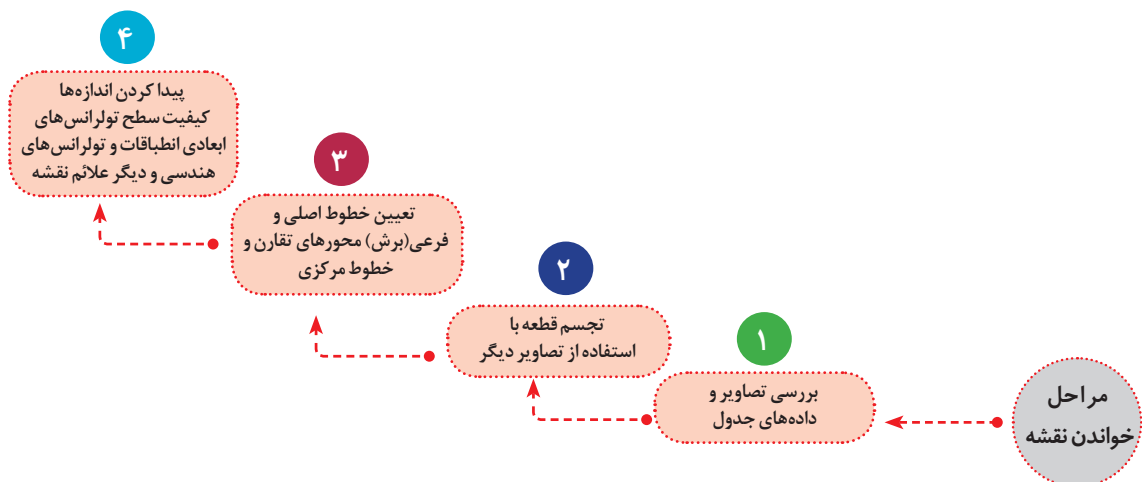 مراحل
خواندن نقشه
۱
بررسی تصاویر و
داده‌های جدول
۲
تجسم قطعه با
استفاده از تصاویر دیگر
۳
تعیین خطوط اصلی و
فرعی(برش) محورهای تقارن و
خطوط مرکزی
۴
پیدا کردن اندازه‌ها
کیفیت سطح تولرانس‌های
ابعادی انطباقات و تولرانس‌های
هندسی و دیگر علائم نقشه